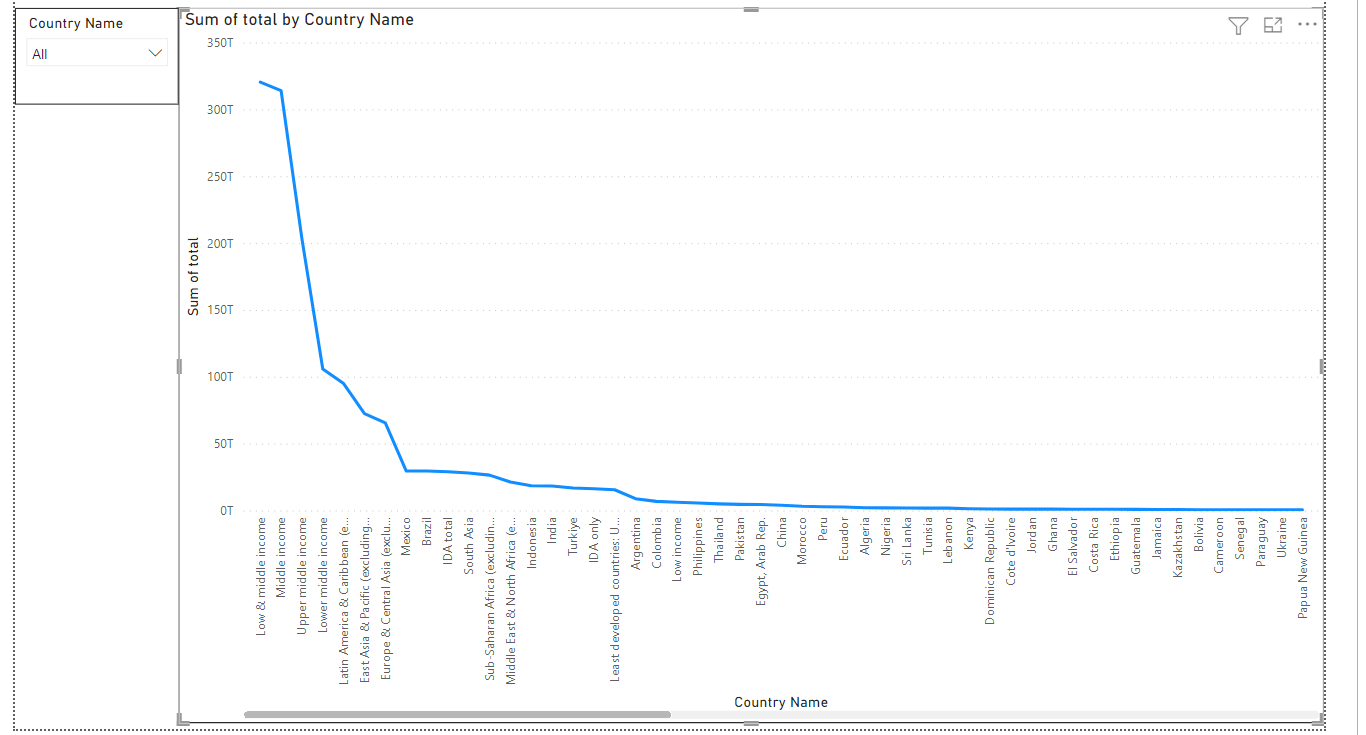 Country Name
All
Sum of total by Country Name
350T
300T
250T
200T
150T
100T
50T
0T
Sum of total
Low & middle income
Middle income
Upper middle income
Lower middle income
Latin America & Caribbean (e...
East Asia & Pacific (excluding...
Europe & Central Asia (exclu...
Mexico
Brazil
IDA total
South Asia
Sub-Saharan Africa (excludin...
Middle East & North Africa (e...
Indonesia
India
Turkiye
IDA only
Least developed countries: U...
Argentina
Colombia
Low income
Philippines
Thailand
Pakistan
Egypt, Arab Rep.
China
Morocco
Peru
Ecuador
Algeria
Nigeria
Sri Lanka
Tunisia
Lebanon
Kenya
Dominican Republic
Cote d'Ivoire
Jordan
Ghana
El Salvador
Costa Rica
Ethiopia
Guatemala
Jamaica
Kazakhstan
Bolivia
Cameroon
Senegal
Paraguay
Ukraine
Papua New Guinea
Country Name